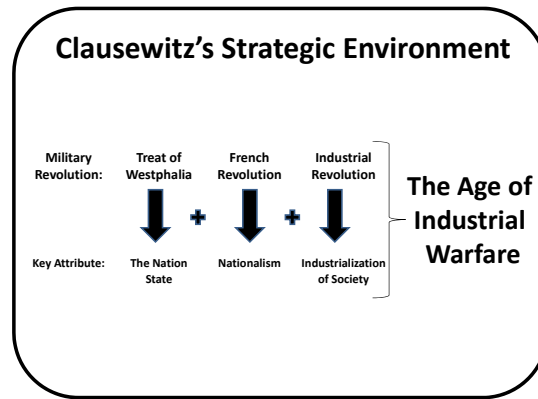 Clausewitz's Strategic Environment
Military
Revolution:
Treat of
Westphalia
French
Revolution
Industrial
Revolution
Key Attribute:
The Nation
State
Nationalism
Industrialization
of Society
The Age of
Industrial
Warfare